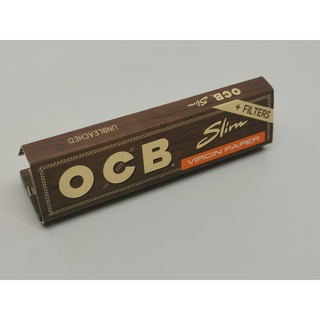 UNBLEACHED
OCB Slim
+ FILTERS
OCB® Slim
VIRGIN PAPER